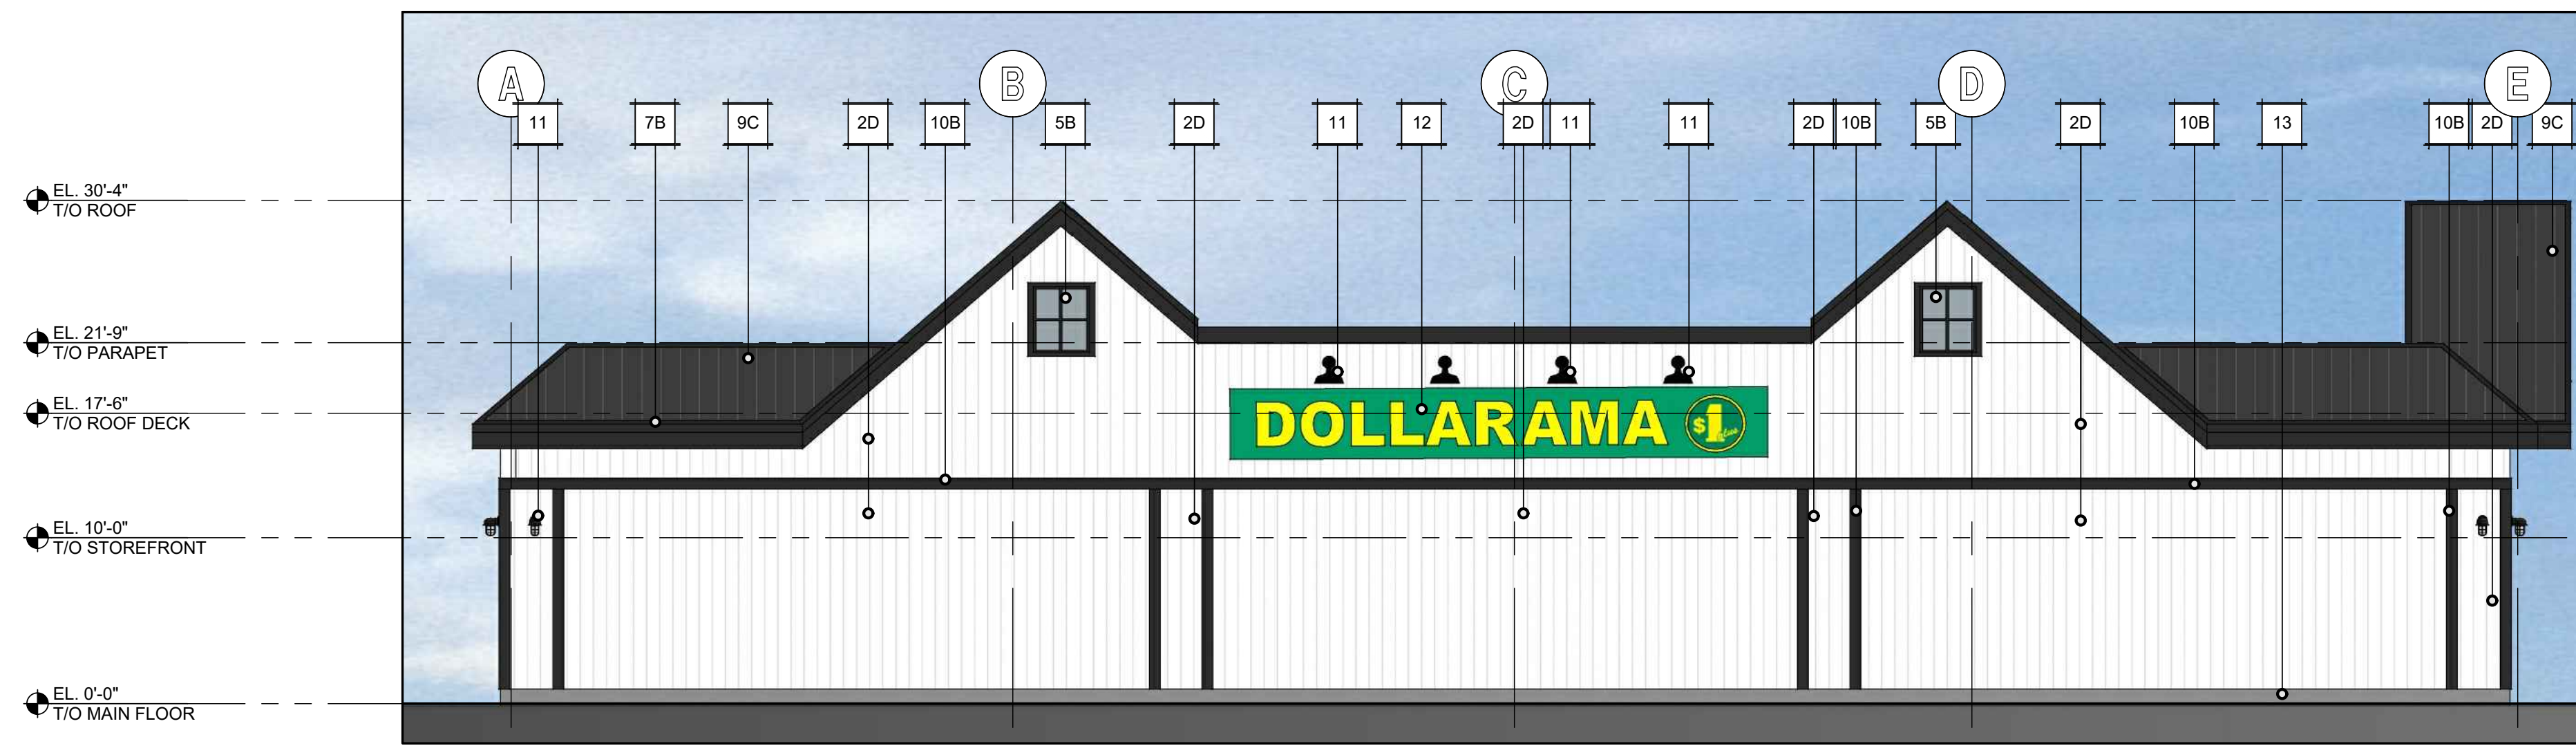 A
B
C
D
E
11
7B
9C
2D
10B
5B
2D
11
12
2D
11
11
2D
10B
5B
2D
10B
13
10B
2D
9C
EL. 30'-4"
T/O ROOF
EL. 21'-9"
T/O PARAPET
EL. 17'-6"
T/O ROOF DECK
DOLLARAMA $1
EL. 10'-0"
T/O STOREFRONT
EL. 0'-0"
T/O MAIN FLOOR